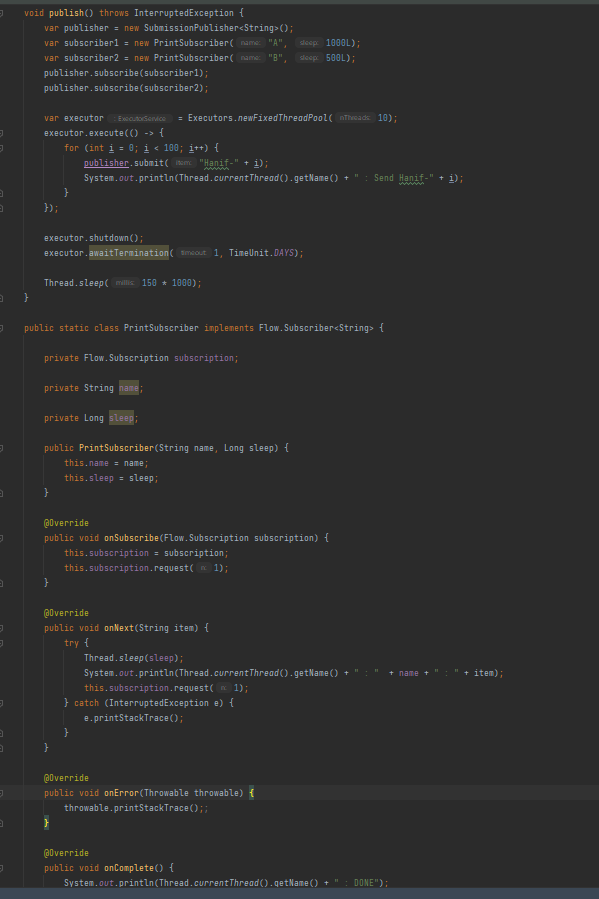 void publish() throws InterruptedException {
var publisher = new SubmissionPublisher<String>();
var subscriber1 = new PrintSubscriber( name: "A", sleep: 1000L);
var subscriber2 = new PrintSubscriber( name: "B", sleep: 500L);
publisher.subscribe(subscriber1);
publisher.subscribe(subscriber2);
var executor : ExecutorService = Executors.newFixedThreadPool( nThreads: 10);
executor.execute(() -> {
for (int i = 0; i < 100; i++) {
publisher.submit( item: "Hanif-" + i);
System.out.println(Thread.currentThread().getName() + " : Send Hanif-" + i);
}
});
executor.shutdown();
executor.awaitTermination( timeout: 1, TimeUnit.DAYS);
Thread.sleep( millis: 150 * 1000);
}
public static class PrintSubscriber implements Flow.Subscriber<String> {
private Flow.Subscription subscription;
private String name;
private Long sleep;
public PrintSubscriber(String name, Long sleep) {
this.name = name;
this.sleep = sleep;
}
@Override
public void onSubscribe(Flow.Subscription subscription) {
this.subscription = subscription;
this.subscription.request( n: 1);
}
@Override
public void onNext(String item) {
try {
Thread.sleep(sleep);
System.out.println(Thread.currentThread().getName() + " : " + name + " : " + item);
this.subscription.request( n: 1);
} catch (InterruptedException e) {
e.printStackTrace();
}
}
@Override
public void onError(Throwable throwable) {
throwable.printStackTrace();;
}
@Override
public void onComplete() {
System.out.println(Thread.currentThread().getName() + " : DONE");